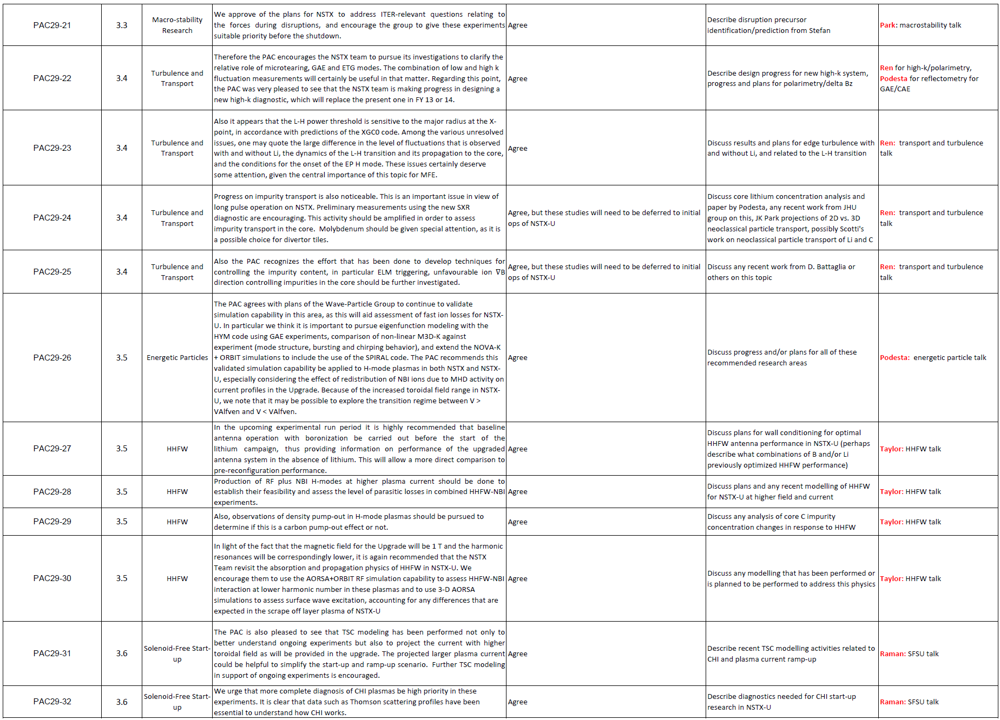 PAC29-21
3.3
Macro-stability
Research
We approve of the plans for NSTX to address ITER-relevant questions relating to
the forces during disruptions, and encourage the group to give these experiments
suitable priority before the shutdown.
Agree
Describe disruption precursor
identification/prediction from Stefan
Park: macrostability talk
PAC29-22
3.4
Turbulence and
Transport
Therefore the PAC encourages the NSTX team to pursue its investigations to clarify the
relative role of microtearing, GAE and ETG modes. The combination of low and high k
fluctuation measurements will certainly be useful in that matter. Regarding this point,
the PAC was very pleased to see that the NSTX team is making progress in designing a
new high-k diagnostic, which will replace the present one in FY 13 or 14.
Agree
Describe design progress for new high-k system,
progress and plans for polarimetry/delta Bz
Ren for high-k/polarimetry,
Podesta for reflectometry for
GAE/CAE
PAC29-23
3.4
Turbulence and
Transport
Also it appears that the L-H power threshold is sensitive to the major radius at the X-
point, in accordance with predictions of the XGC0 code. Among the various unresolved
issues, one may quote the large difference in the level of fluctuations that is observed
with and without Li, the dynamics of the L-H transition and its propagation to the core,
and the conditions for the onset of the EP H mode. These issues certainly deserve
some attention, given the central importance of this topic for MFE.
Agree
Discuss results and plans for edge turbulence with
and without Li, and related to the L-H transition
Ren: transport and turbulence
talk
PAC29-24
3.4
Turbulence and
Transport
Progress on impurity transport is also noticeable. This is an important issue in view of
long pulse operation on NSTX. Preliminary measurements using the new SXR
diagnostic are encouraging. This activity should be amplified in order to assess
impurity transport in the core. Molybdenum should be given special attention, as it is
a possible choice for divertor tiles.
Agree, but these studies will need to be deferred to initial
ops of NSTX-U
Discuss core lithium concentration analysis and
paper by Podesta, any recent work from JHU
group on this, JK Park projections of 2D vs. 3D
neoclassical particle transport, possibly Scotti's
work on neoclassical particle transport of Li and C
Ren: transport and turbulence
talk
PAC29-25
3.4
Turbulence and
Transport
Also the PAC recognizes the effort that has been done to develop techniques for
controlling the impurity content, in particular ELM triggering, unfavourable ion ∇B
direction controlling impurities in the core should be further investigated.
Agree, but these studies will need to be deferred to initial
ops of NSTX-U
Discuss any recent work from D. Battaglia or
others on this topic
Ren: transport and turbulence
talk
PAC29-26
3.5
Energetic Particles
The PAC agrees with plans of the Wave-Particle Group to continue to validate
simulation capability in this area, as this will aid assessment of fast ion losses for NSTX-
U. In particular we think it is important to pursue eigenfunction modeling with the
HYM code using GAE experiments, comparison of non-linear M3D-K against
experiment (mode structure, bursting and chirping behavior), and extend the NOVA-K
+ ORBIT simulations to include the use of the SPIRAL code. The PAC recommends this
validated simulation capability be applied to H-mode plasmas in both NSTX and NSTX-
U, especially considering the effect of redistribution of NBI ions due to MHD activity on
current profiles in the Upgrade. Because of the increased toroidal field range in NSTX-
U, we note that it may be possible to explore the transition regime between V >
VAlfven and V < VAlfven.
Agree
Discuss progress and/or plans for all of these
recommended research areas
Podesta: energetic particle talk
PAC29-27
3.5
HHFW
In the upcoming experimental run period it is highly recommended that baseline
antenna operation with boronization be carried out before the start of the
lithium campaign, thus providing information on performance of the upgraded
antenna system in the absence of lithium. This will allow a more direct comparison to
pre-reconfiguration performance.
Agree
Discuss plans for wall conditioning for optimal
HHFW antenna performance in NSTX-U (perhaps
describe what combinations of B and/or Li
previously optimized HHFW performance)
Taylor: HHFW talk
PAC29-28
3.5
HHFW
Production of RF plus NBI H-modes at higher plasma current should be done to
establish their feasibility and assess the level of parasitic losses in combined HHFW-NBI
experiments.
Agree
Discuss plans and any recent modelling of HHFW
for NSTX-U at higher field and current
Taylor: HHFW talk
PAC29-29
3.5
HHFW
Also, observations of density pump-out in H-mode plasmas should be pursued to
determine if this is a carbon pump-out effect or not.
Agree
Discuss any analysis of core C impurity
concentration changes in response to HHFW
Taylor: HHFW talk
PAC29-30
3.5
HHFW
In light of the fact that the magnetic field for the Upgrade will be 1 T and the harmonic
resonances will be correspondingly lower, it is again recommended that the NSTX
Team revisit the absorption and propagation physics of HHFW in NSTX-U. We
encourage them to use the AORSA+ORBIT RF simulation capability to assess HHFW-NBI
interaction at lower harmonic number in these plasmas and to use 3-D AORSA
simulations to assess surface wave excitation, accounting for any differences that are
expected in the scrape off layer plasma of NSTX-U
Agree
Discuss any modelling that has been performed or
is planned to be performed to address this physics
Taylor: HHFW talk
PAC29-31
3.6
Solenoid-Free Start-
up
The PAC is also pleased to see that TSC modeling has been performed not only to
better understand ongoing experiments but also to project the current with higher
toroidal field as will be provided in the upgrade. The projected larger plasma current
could be helpful to simplify the start-up and ramp-up scenario. Further TSC modeling
in support of ongoing experiments is encouraged.
Agree
Describe recent TSC modelling activities related to
CHI and plasma current ramp-up
Raman: SFSU talk
PAC29-32
3.6
Solenoid-Free Start-
up
We urge that more complete diagnosis of CHI plasmas be high priority in these
experiments. It is clear that data such as Thomson scattering profiles have been
essential to understand how CHI works.
Agree
Describe diagnostics needed for CHI start-up
research in NSTX-U
Raman: SFSU talk